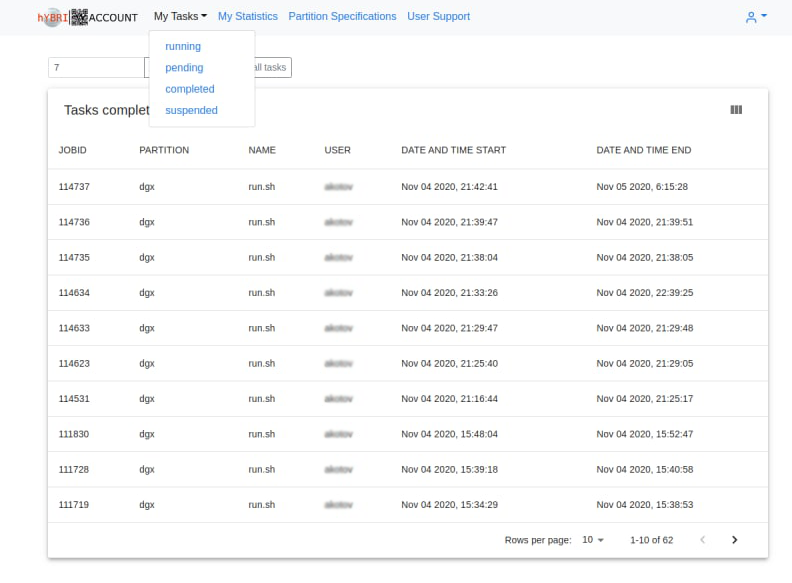 hYBRI ACCOUNT My Tasks My Statistics Partition Specifications User Support
running
7 pending all tasks
completed
Tasks complet suspended
JOBID PARTITION NAME USER DATE AND TIME START DATE AND TIME END
114737 dgx run.sh Nov 04 2020, 21:42:41 Nov 05 2020, 6:15:28
114736 dgx run.sh Nov 04 2020, 21:39:47 Nov 04 2020, 21:39:51
114735 dgx run.sh Nov 04 2020, 21:38:04 Nov 04 2020, 21:38:05
114634 dgx run.sh Nov 04 2020, 21:33:26 Nov 04 2020, 22:39:25
114633 dgx run.sh Nov 04 2020, 21:29:47 Nov 04 2020, 21:29:48
114623 dgx run.sh Nov 04 2020, 21:25:40 Nov 04 2020, 21:29:05
114531 dgx run.sh Nov 04 2020, 21:16:44 Nov 04 2020, 21:25:17
111830 dgx run.sh Nov 04 2020, 15:48:04 Nov 04 2020, 15:52:47
111728 dgx run.sh Nov 04 2020, 15:39:18 Nov 04 2020, 15:40:58
111719 dgx run.sh Nov 04 2020, 15:34:29 Nov 04 2020, 15:38:53
Rows per page: 10 1-10 of 62